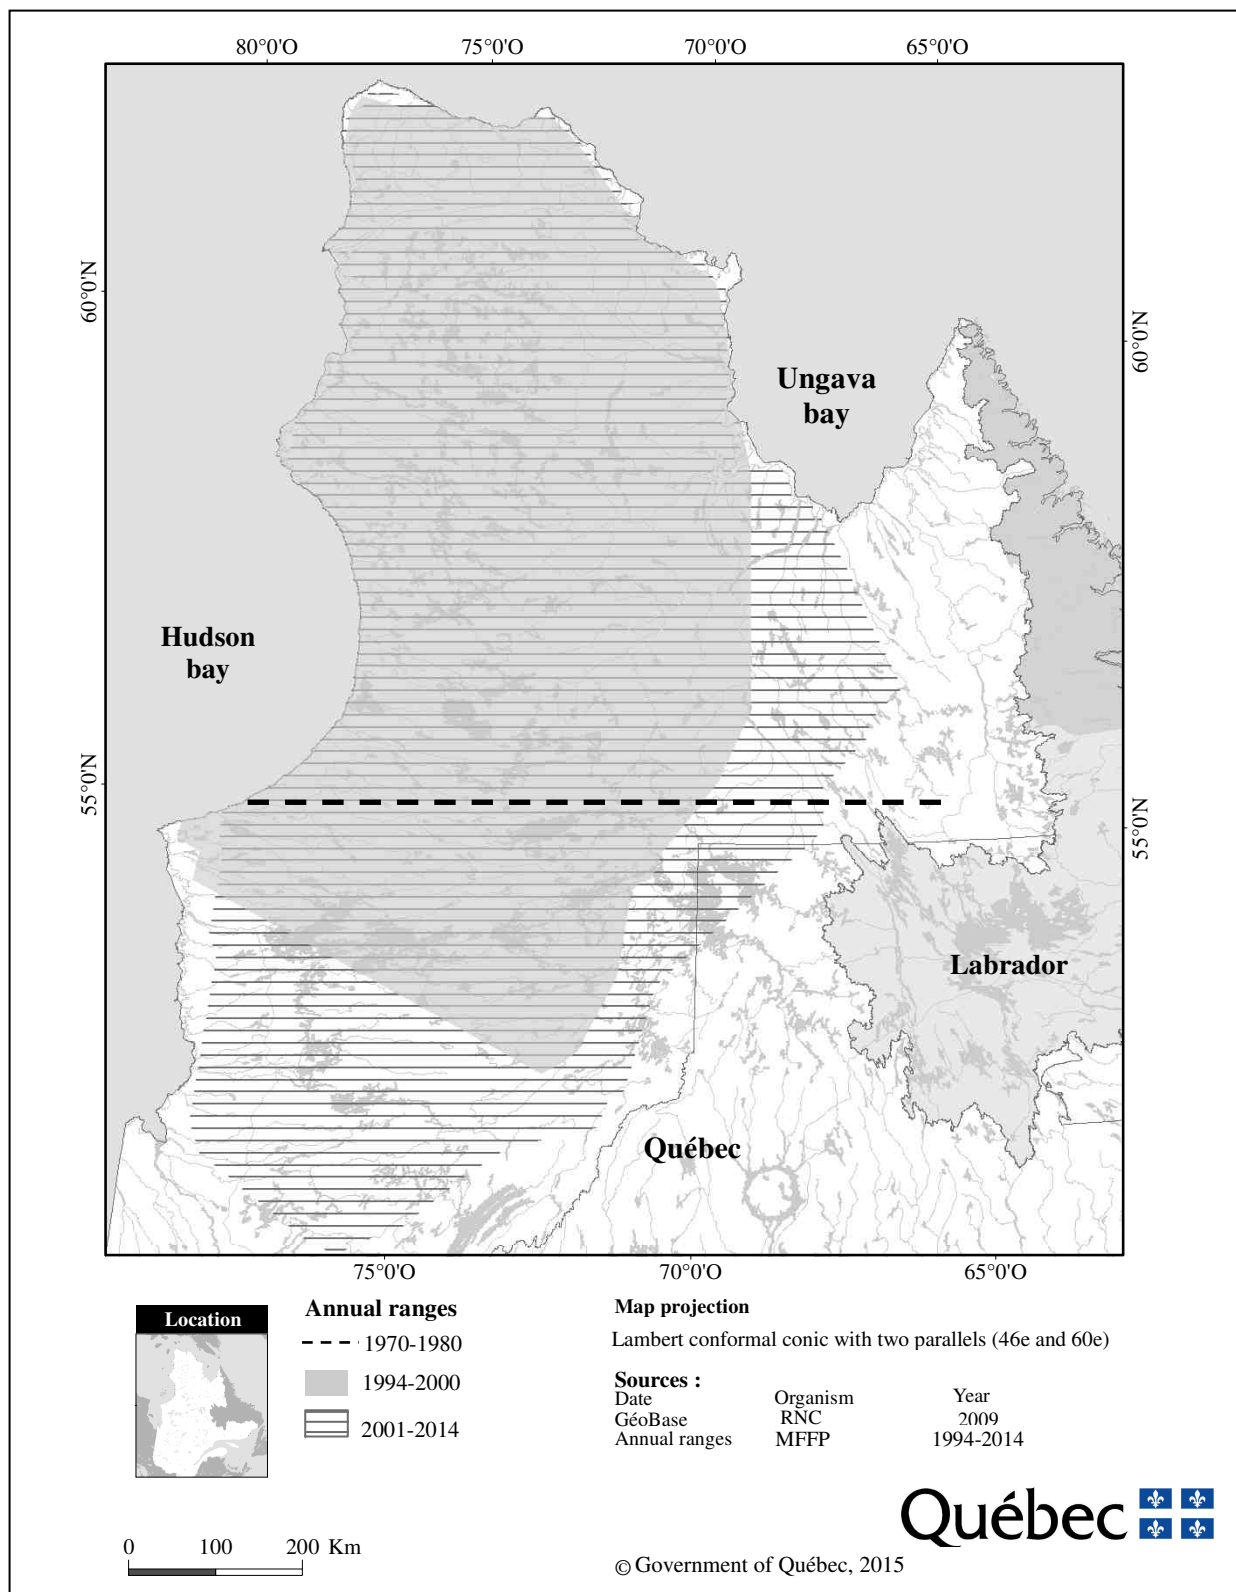 80°0'O 75°0'O 70°0'O 65°0'O
60°0'N
60°0'N
Ungava
bay
Hudson
bay
55°0'N
55°0'N
Labrador
Québec
75°0'O 70°0'O 65°0'O
Location
Annual ranges
1970-1980
1994-2000
2001-2014
Map projection
Lambert conformal conic with two parallels (46e and 60e)
Sources :
Date Organism Year
GéoBase RNC 2009
Annual ranges MFFP 1994-2014
0 100 200 Km
Québec
© Government of Québec, 2015